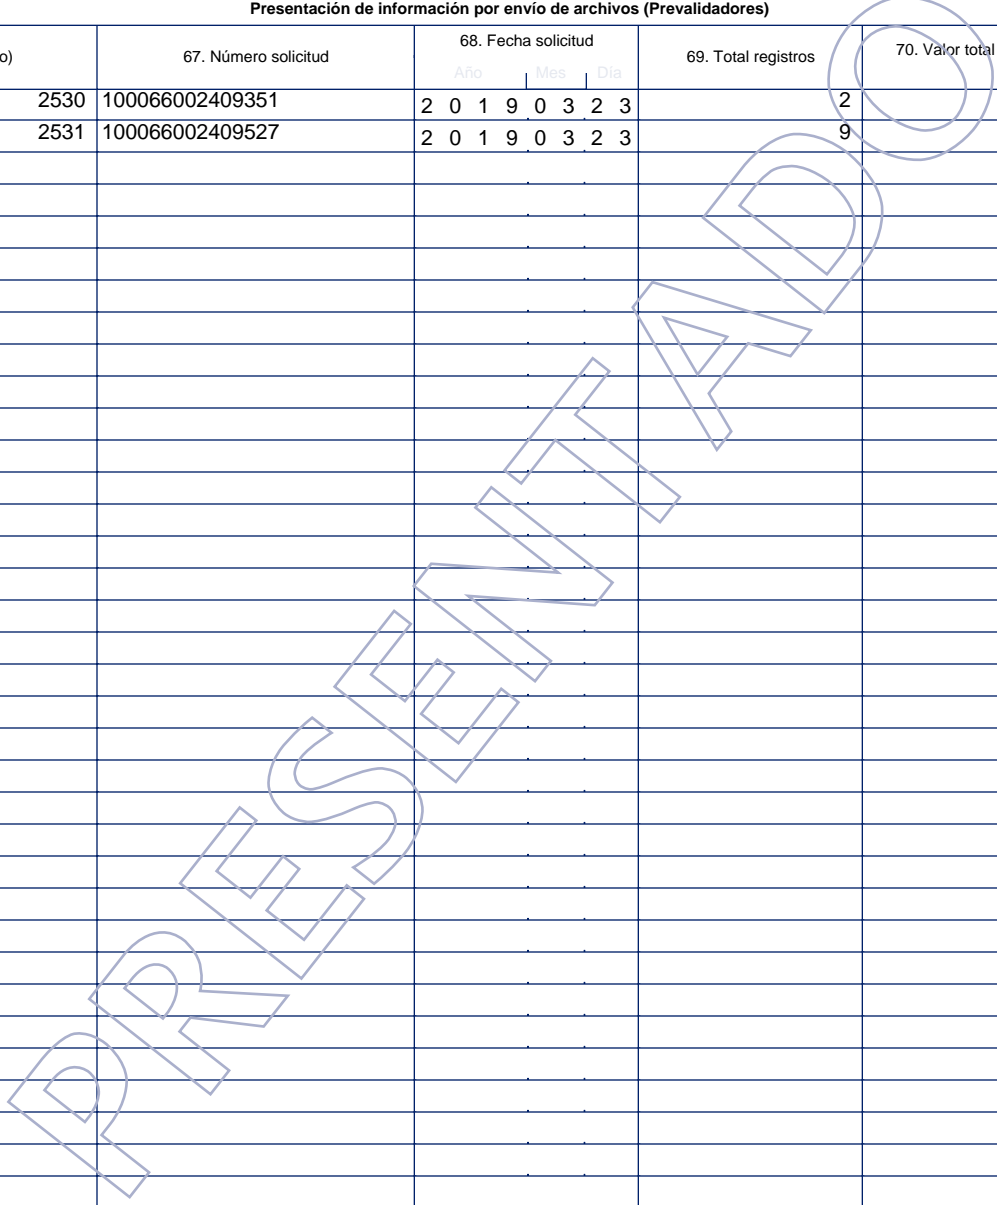 Presentación de información por envío de archivos (Prevalidadores)
o) 67. Número solicitud 68. Fecha solicitud 69. Total registros 70. Valor total
Año Mes Día
2530 100066002409351 2 0 1 9 0 3 2 3 2
2531 100066002409527 2 0 1 9 0 3 2 3 9
PRESENTADO